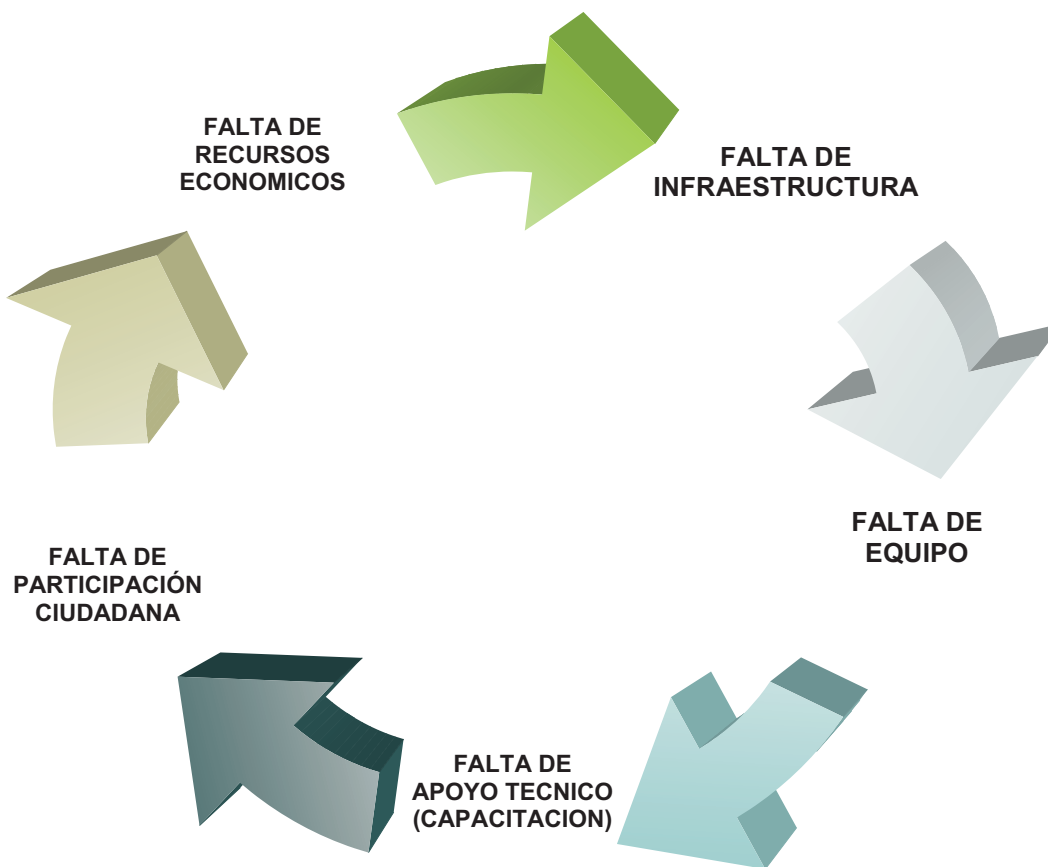 FALTA DE
RECURSOS
ECONOMICOS
FALTA DE
INFRAESTRUCTURA
FALTA DE
EQUIPO
FALTA DE
APOYO TECNICO
(CAPACITACION)
FALTA DE
PARTICIPACIÓN
CIUDADANA